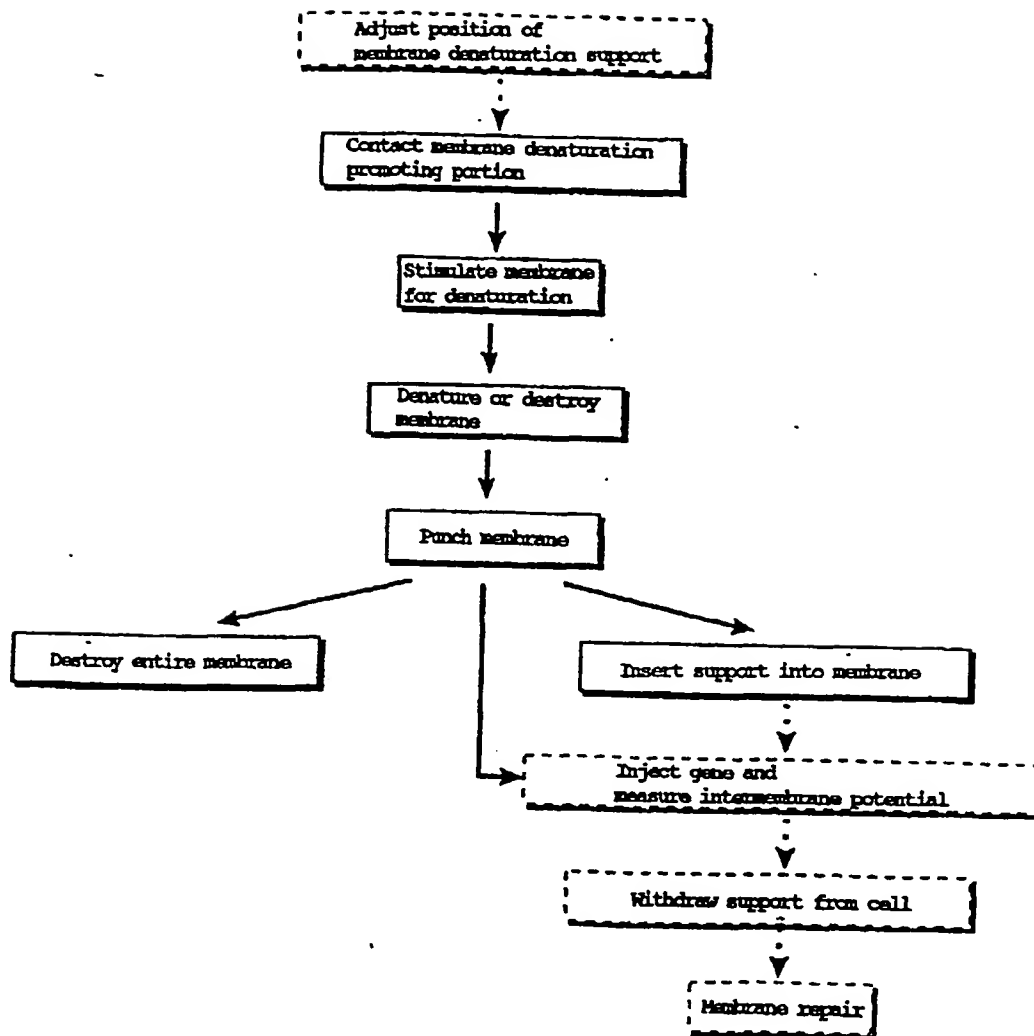 Adjust position of
membrane denaturation support
Contact membrane denaturation
promoting portion
Stimulate membrane
for denaturation
Denature or destroy
membrane
Punch membrane
Destroy entire membrane
Insert support into membrane
Inject gene and
measure intermembrane potential
Withdraw support from cell
Membrane repair